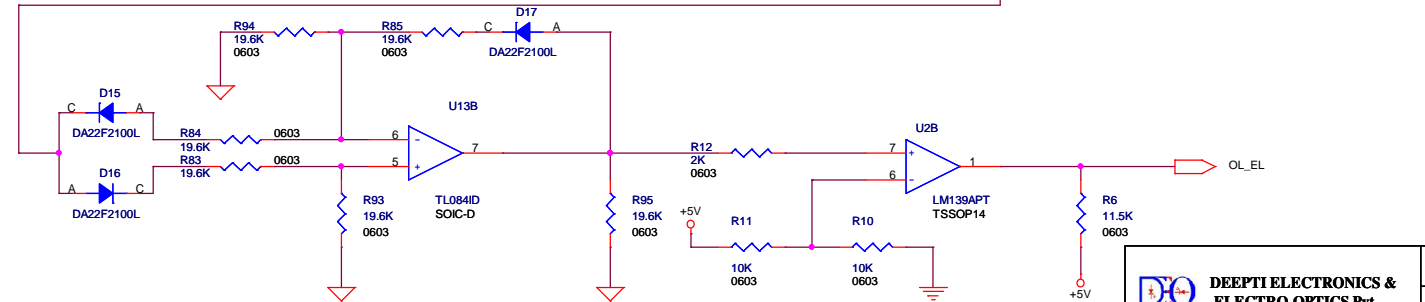 D17
R94
19.6K
0603
R85
19.6K
0603
C
A
DA22F2100L
D15
C
A
DA22F2100L
U13B
R84
0603
19.6K
R83
0603
19.6K
6
-
7
5
+
D16
A
C
DA22F2100L
TL084ID
SOIC-D
R93
19.6K
0603
R95
19.6K
0603
R12
2K
0603
U2B
7
+
1
6
-
LM139APT
TSSOP14
OL_EL
+5V
R11
10K
0603
R10
10K
0603
R6
11.5K
0603
+5V
DEEPTI ELECTRONICS &
ELECTRO OPTICS Pvt